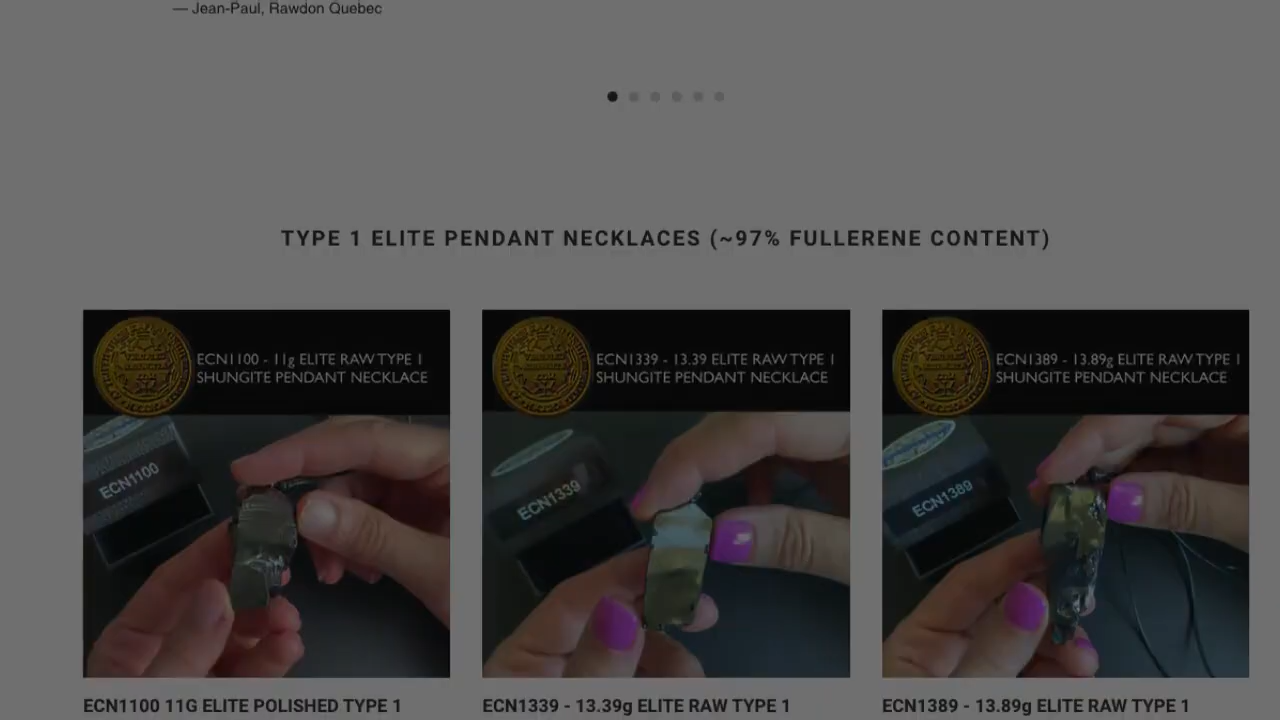 — Jean-Paul, Rawdon Quebec
TYPE 1 ELITE PENDANT NECKLACES (~97% FULLERENE CONTENT)
ECN1100 - 11g ELITE RAW TYPE 1
SHUNGITE PENDANT NECKLACE
ECN1100
ECN1339 - 13.39 ELITE RAW TYPE 1
SHUNGITE PENDANT NECKLACE
ECN1339
ECN1389 - 13.89g ELITE RAW TYPE 1
SHUNGITE PENDANT NECKLACE
ECN1389
ECN1100 11G ELITE POLISHED TYPE 1
ECN1339 - 13.39g ELITE RAW TYPE 1
ECN1389 - 13.89g ELITE RAW TYPE 1